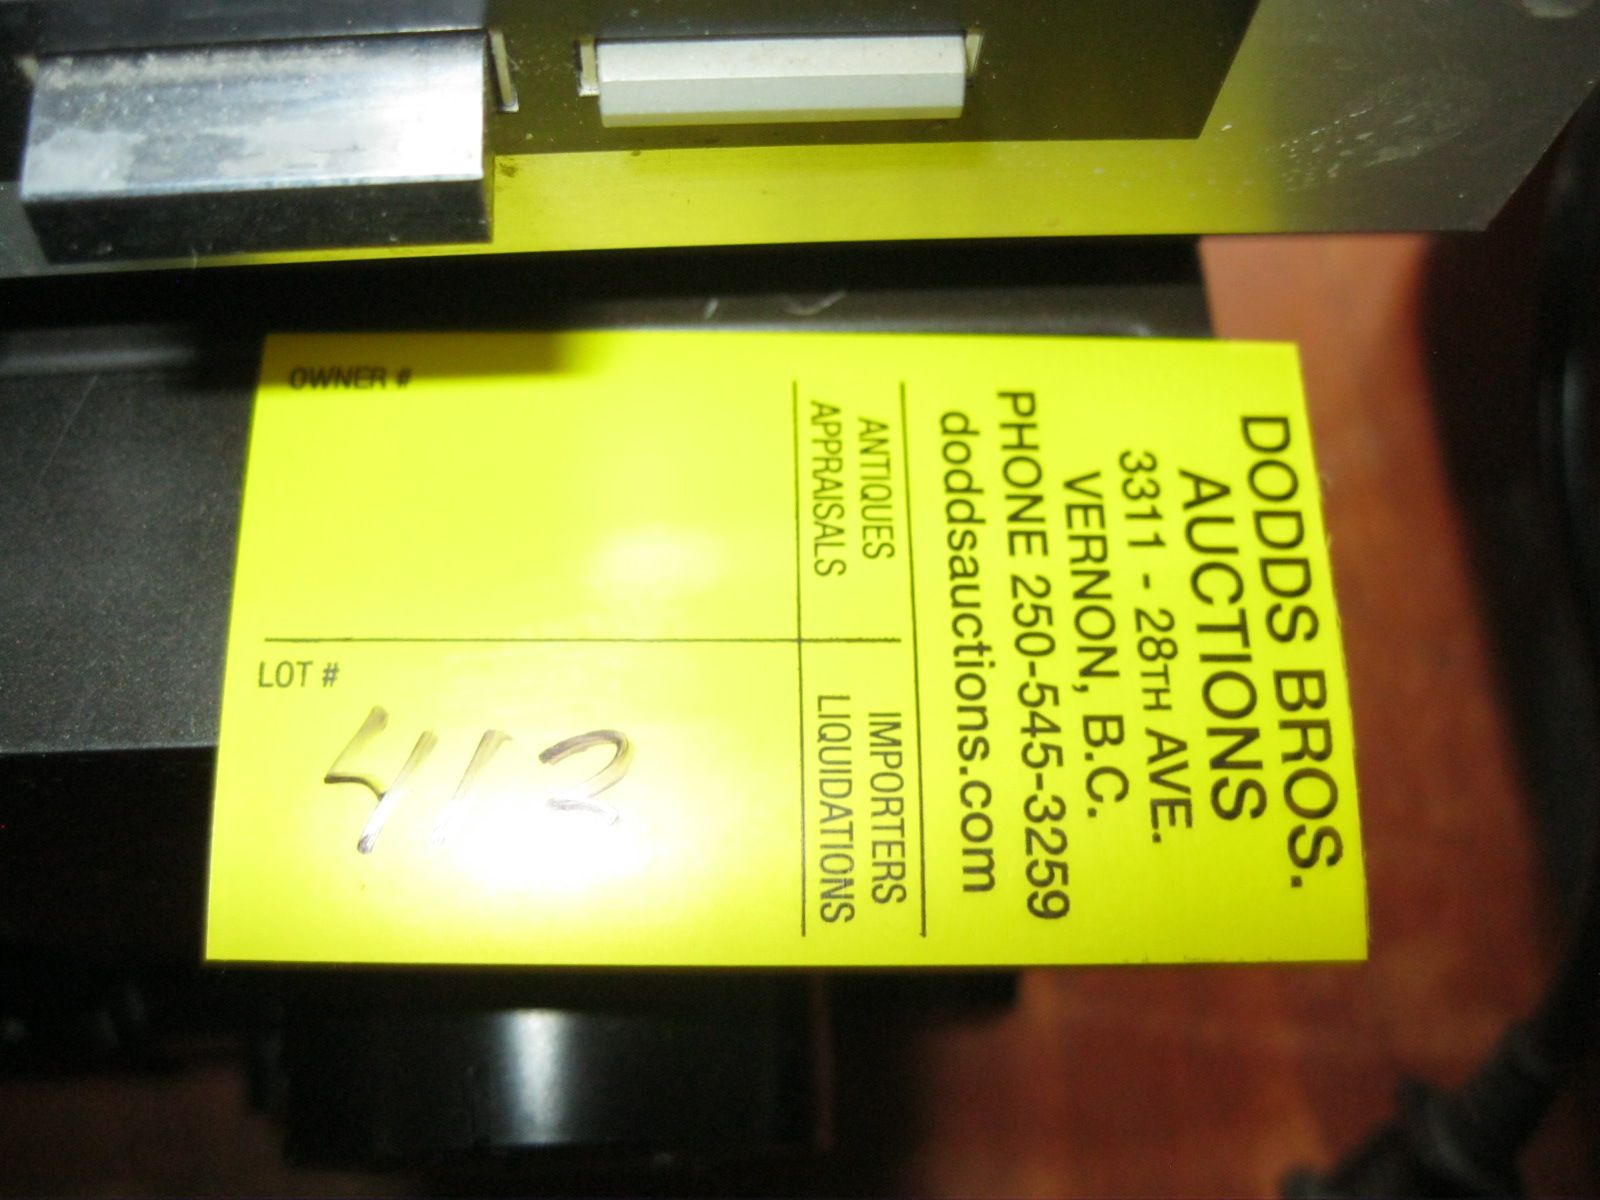 DODDS BROS.
AUCTIONS
3311 - 28TH AVE.
VERNON, B.C.
PHONE 250-545-3259
doddsauctions.com
ANTIQUES
APPRAISALS
IMPORTERS
LIQUIDATIONS
OWNER #
LOT #
413